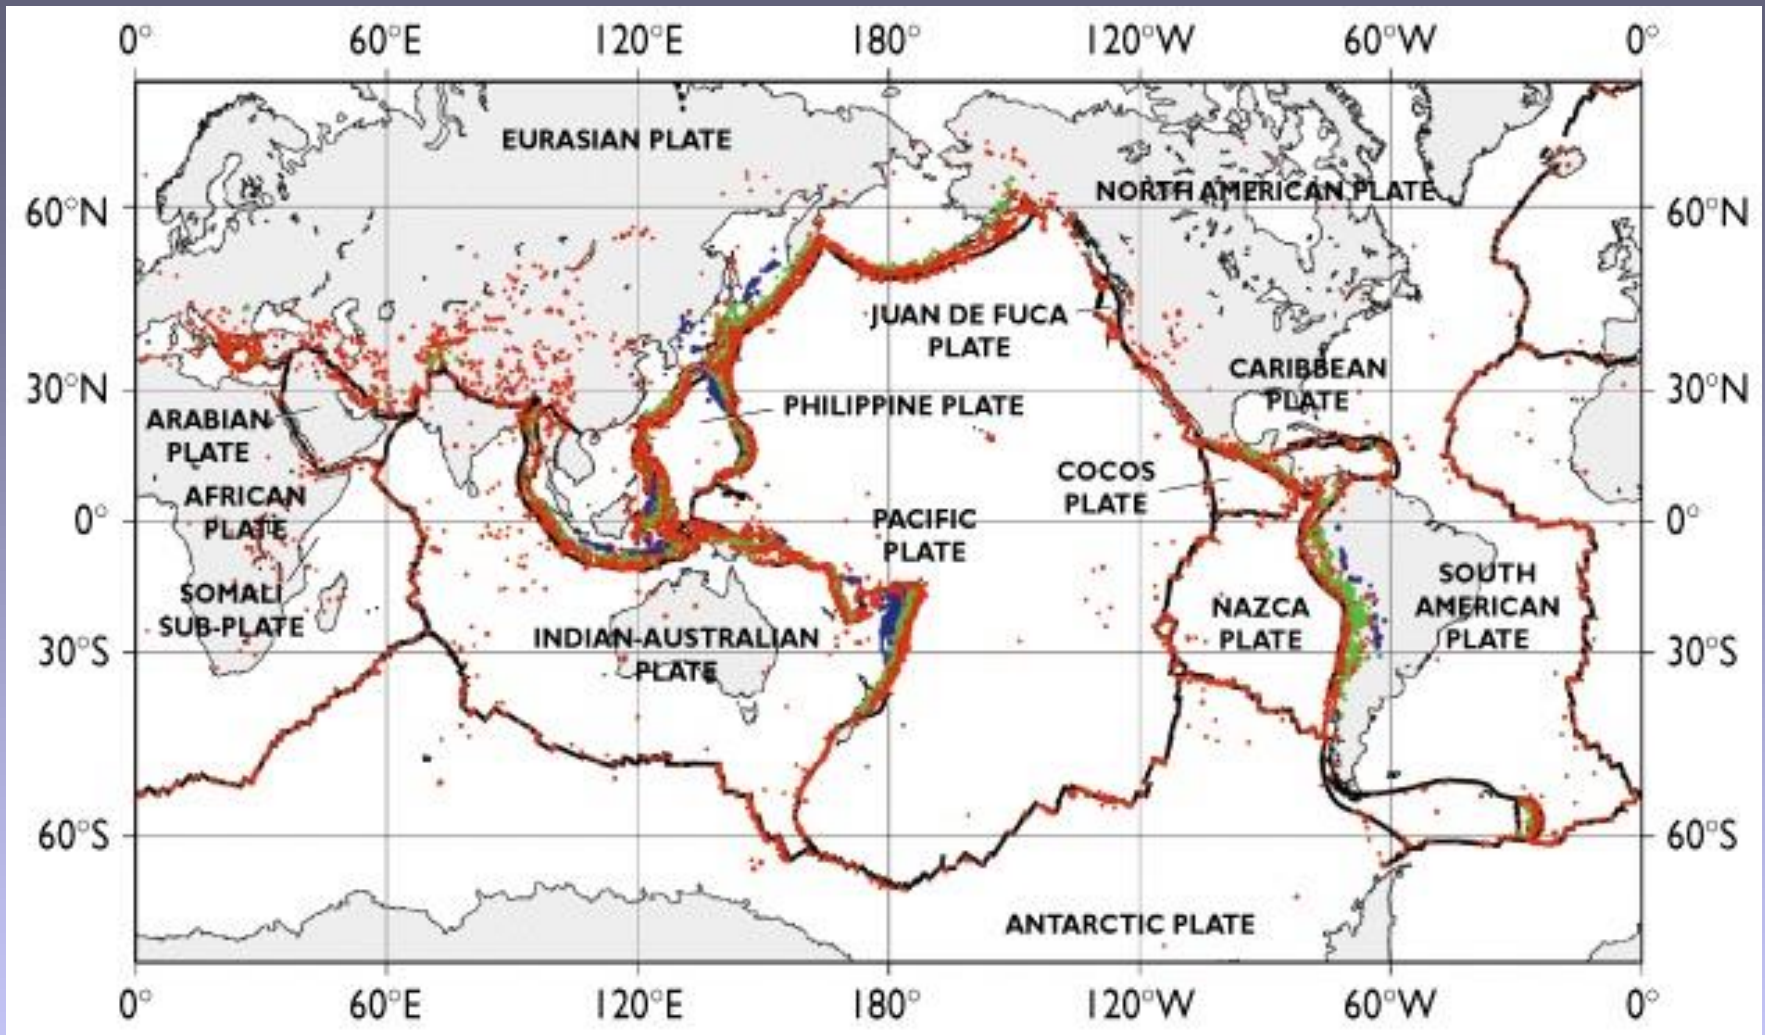 0° 60°E 120°E 180° 120°W 60°W 0°
EURASIAN PLATE
NORTH AMERICAN PLATE
60°N 60°N
JUAN DE FUCA
PLATE
CARIBBEAN
PLATE
30°N 30°N
PHILIPPINE PLATE
ARABIAN
PLATE
COCOS
PLATE
AFRICAN
PLATE
0° 0°
PACIFIC
PLATE
SOUTH
AMERICAN
PLATE
SOMALI
SUB-PLATE
NAZCA
PLATE
INDIAN-AUSTRALIAN
PLATE
30°S 30°S
60°S 60°S
ANTARCTIC PLATE
0° 60°E 120°E 180° 120°W 60°W 0°